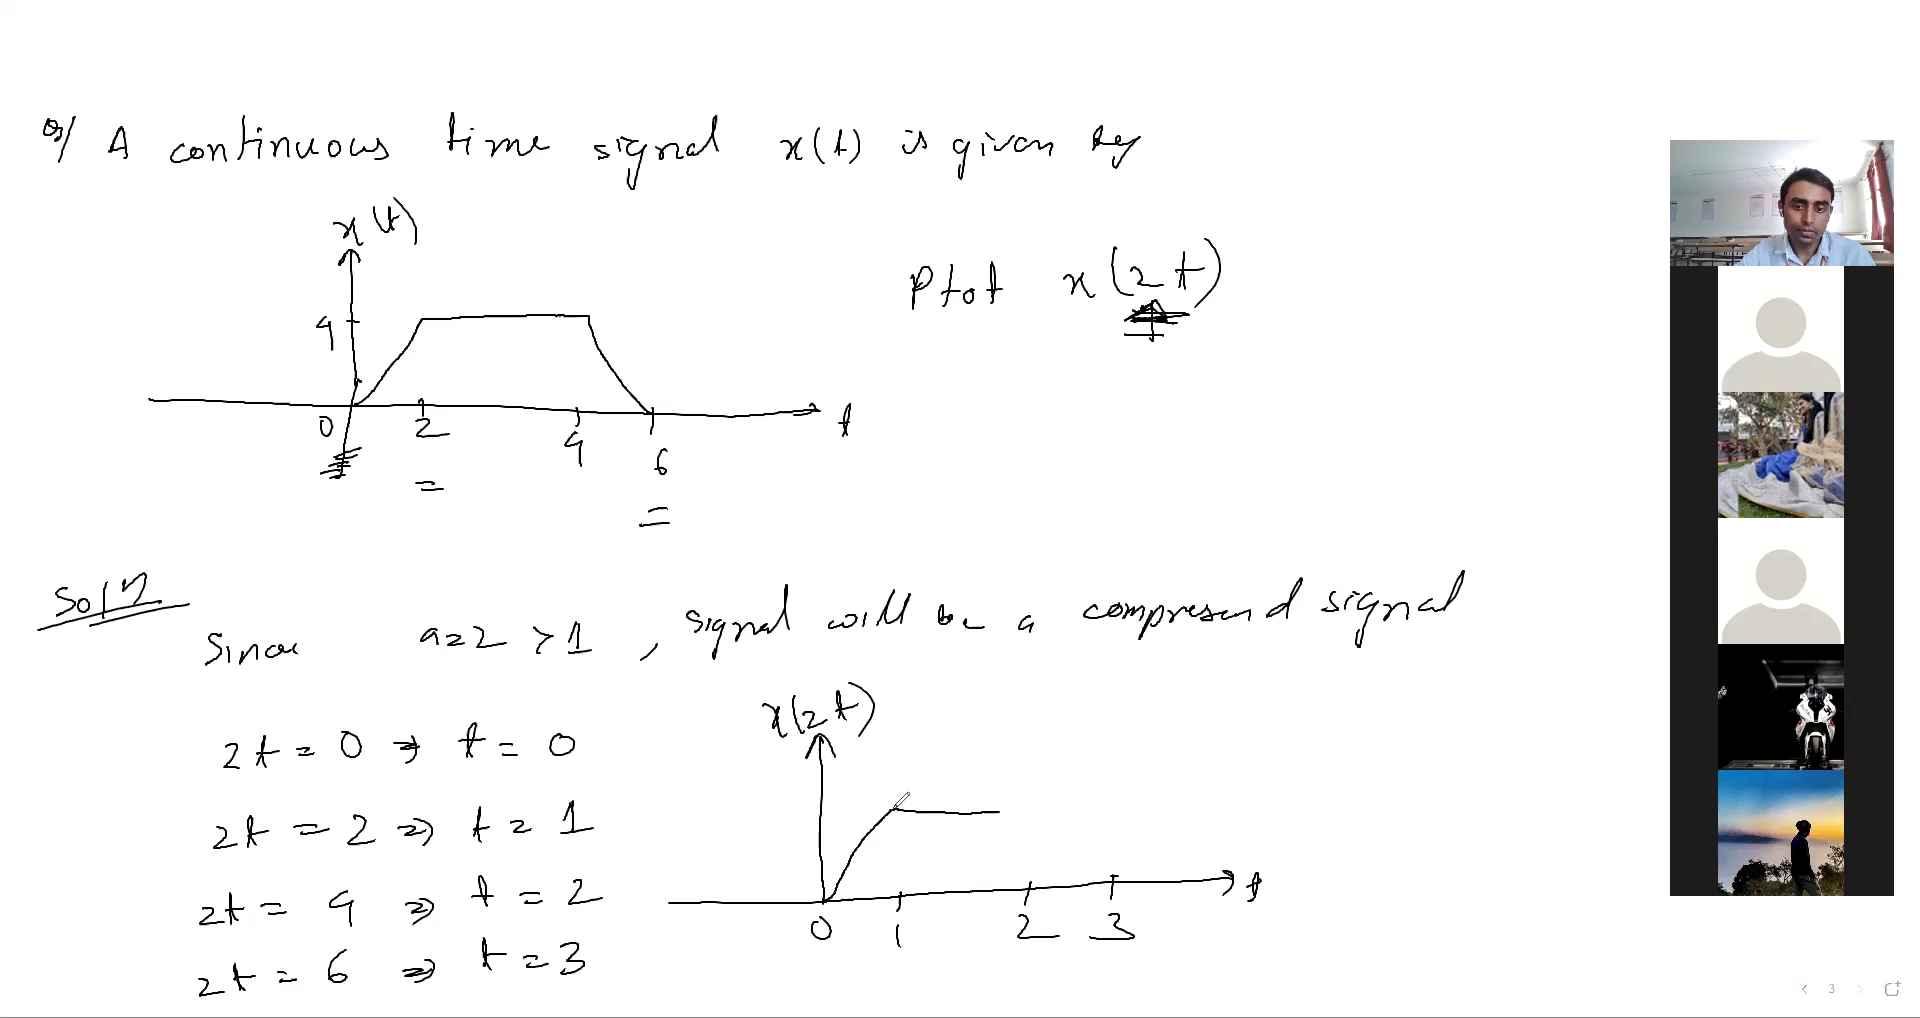 Q/ A continuous time signal x(t) is given by
x(t)
Plot x(2t)
4
t
0 2 4 6
Soln
Since a=2 > 1, signal will be a compressed signal
x(2t)
2t = 0 ⇒ t = 0
2t = 2 ⇒ t = 1
2t = 4 ⇒ t = 2
t
0 1 2 3
2t = 6 ⇒ t = 3
3